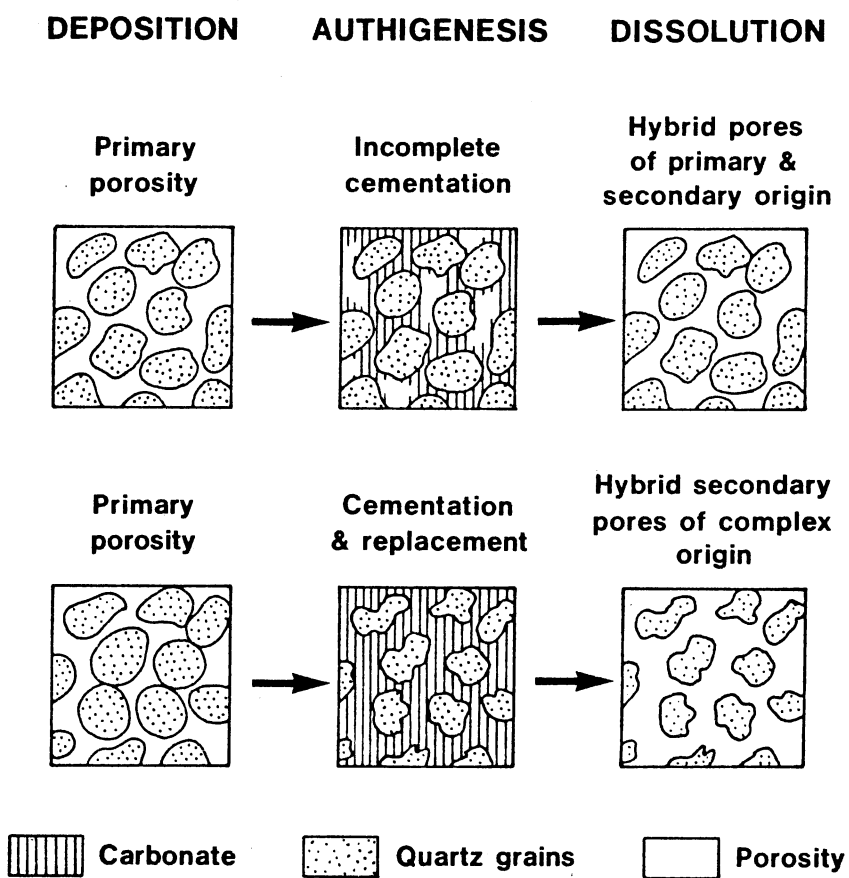 DEPOSITION
AUTHIGENESIS
DISSOLUTION
Primary
porosity
Incomplete
cementation
Hybrid pores
of primary &
secondary origin
Primary
porosity
Cementation
& replacement
Hybrid secondary
pores of complex
origin
Carbonate
Quartz grains
Porosity